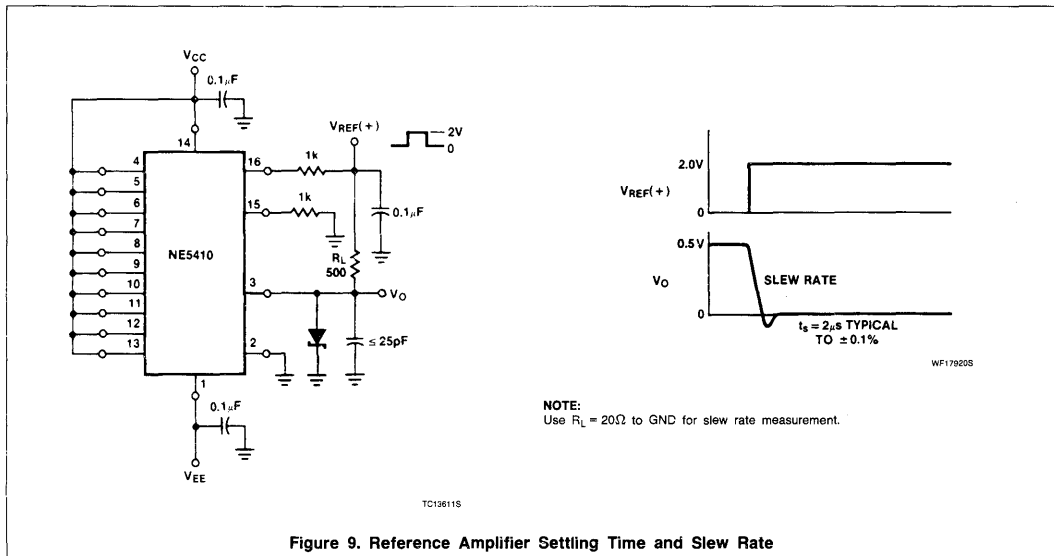 VCC
0.1μF
14
VREF(+)
2V
0
4
5
6
7
8
9
10
11
12
13
NE5410
16
1k
15
1k
0.1μF
RL
500
3
VO
≤ 25pF
2
1
0.1μF
VEE
TC13611S
2.0V
VREF(+)
0
0.5V
VO
SLEW RATE
0
ts = 2μs TYPICAL
TO ±0.1%
WF17920S
NOTE:
Use RL = 20Ω to GND for slew rate measurement.
Figure 9. Reference Amplifier Settling Time and Slew Rate